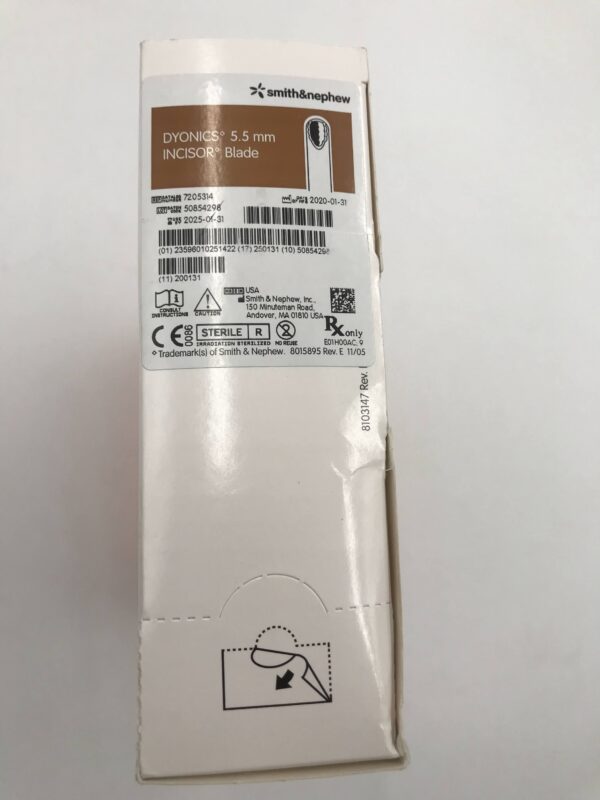 smith&nephew
DYONICS° 5.5 mm
INCISOR° Blade
7205314
2020-01-31
50854298
2025-01-31
(01) 23596010251422 (17) 250131 (10) 50854298
(11) 200131
MADE IN USA
Smith & Nephew, Inc.,
150 Minuteman Road,
Andover, MA 01810 USA
CONSULT
INSTRUCTIONS
CAUTION
Rx only
CE 0086
STERILE R
IRRADIATION STERILIZED
NO REUSE
E01H00AC, 9
°Trademark(s) of Smith & Nephew. 8015895 Rev. E 11/05
8103147 Rev.